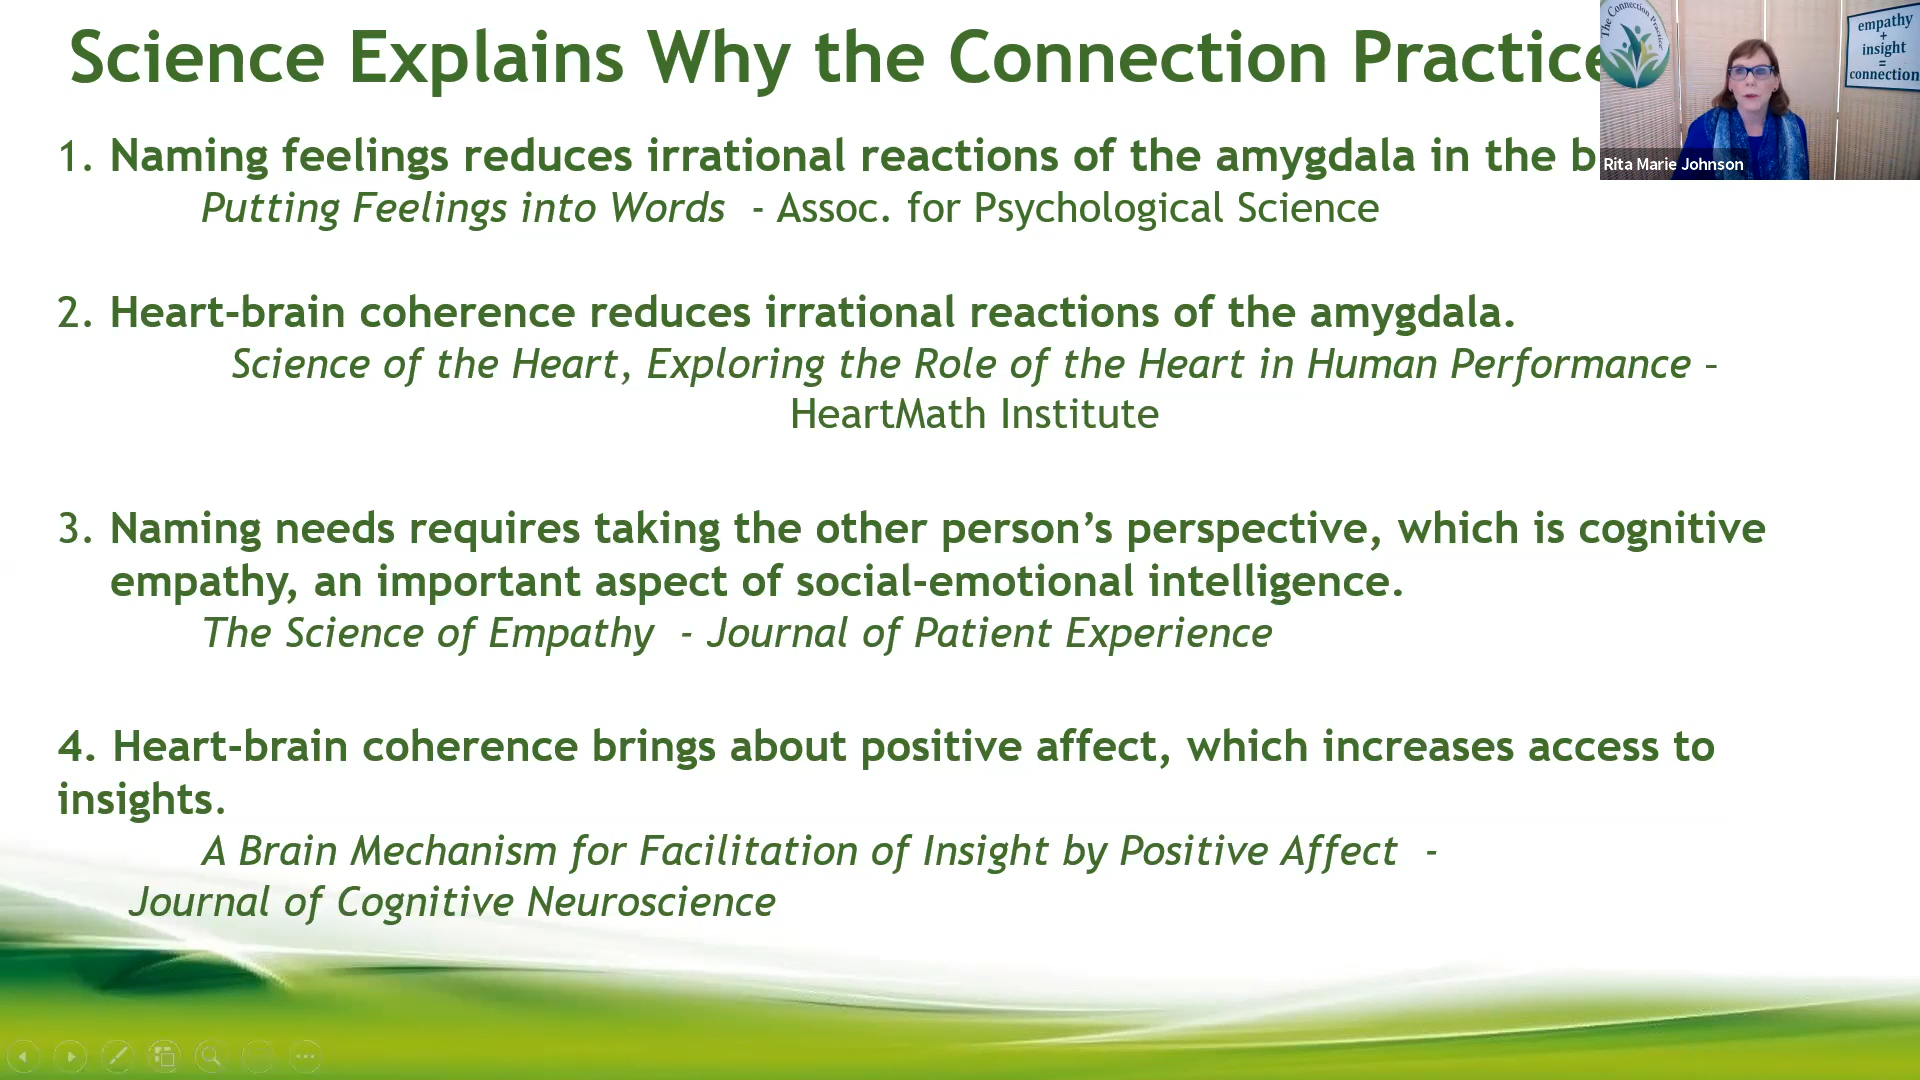 Science Explains Why the Connection Practice
1. Naming feelings reduces irrational reactions of the amygdala in the b
Putting Feelings into Words - Assoc. for Psychological Science
2. Heart-brain coherence reduces irrational reactions of the amygdala.
Science of the Heart, Exploring the Role of the Heart in Human Performance –
HeartMath Institute
3. Naming needs requires taking the other person’s perspective, which is cognitive
empathy, an important aspect of social-emotional intelligence.
The Science of Empathy - Journal of Patient Experience
4. Heart-brain coherence brings about positive affect, which increases access to
insights.
A Brain Mechanism for Facilitation of Insight by Positive Affect -
Journal of Cognitive Neuroscience
The Connection Practice
empathy
+
insight
=
connection
Rita Marie Johnson